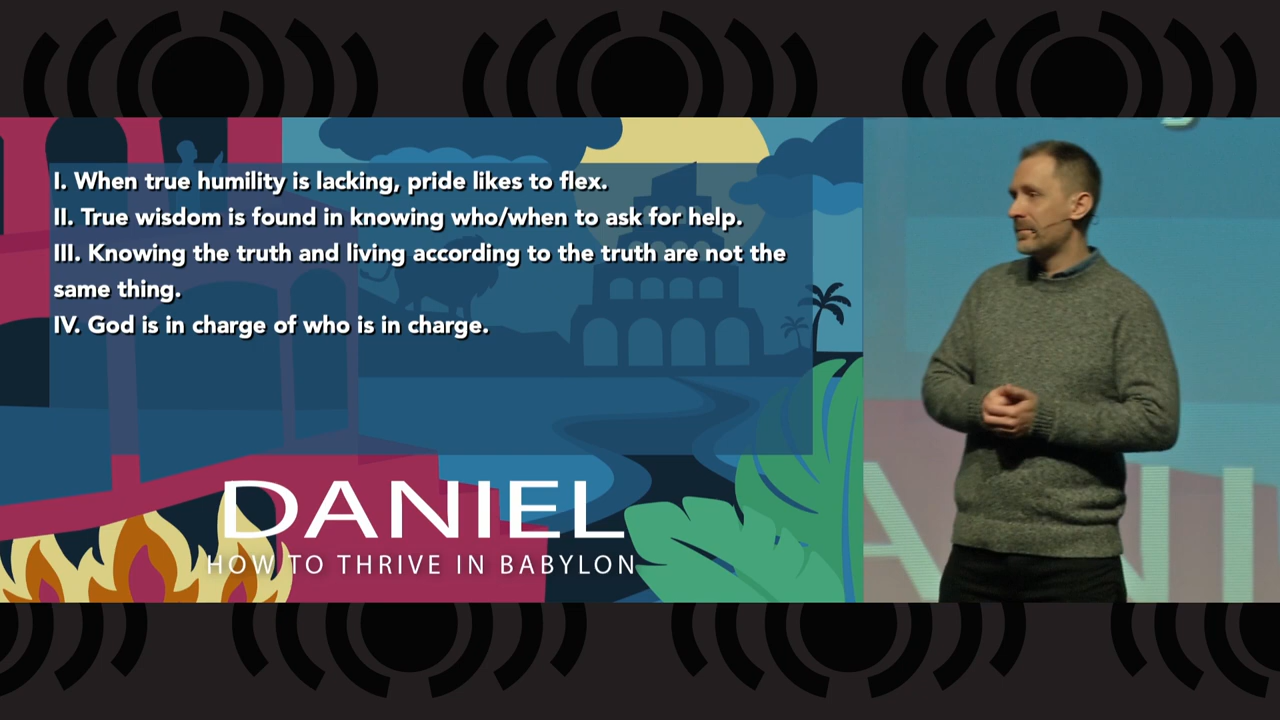 I. When true humility is lacking, pride likes to flex.
II. True wisdom is found in knowing who/when to ask for help.
III. Knowing the truth and living according to the truth are not the
same thing.
IV. God is in charge of who is in charge.
DANIEL
HOW TO THRIVE IN BABYLON
ANI